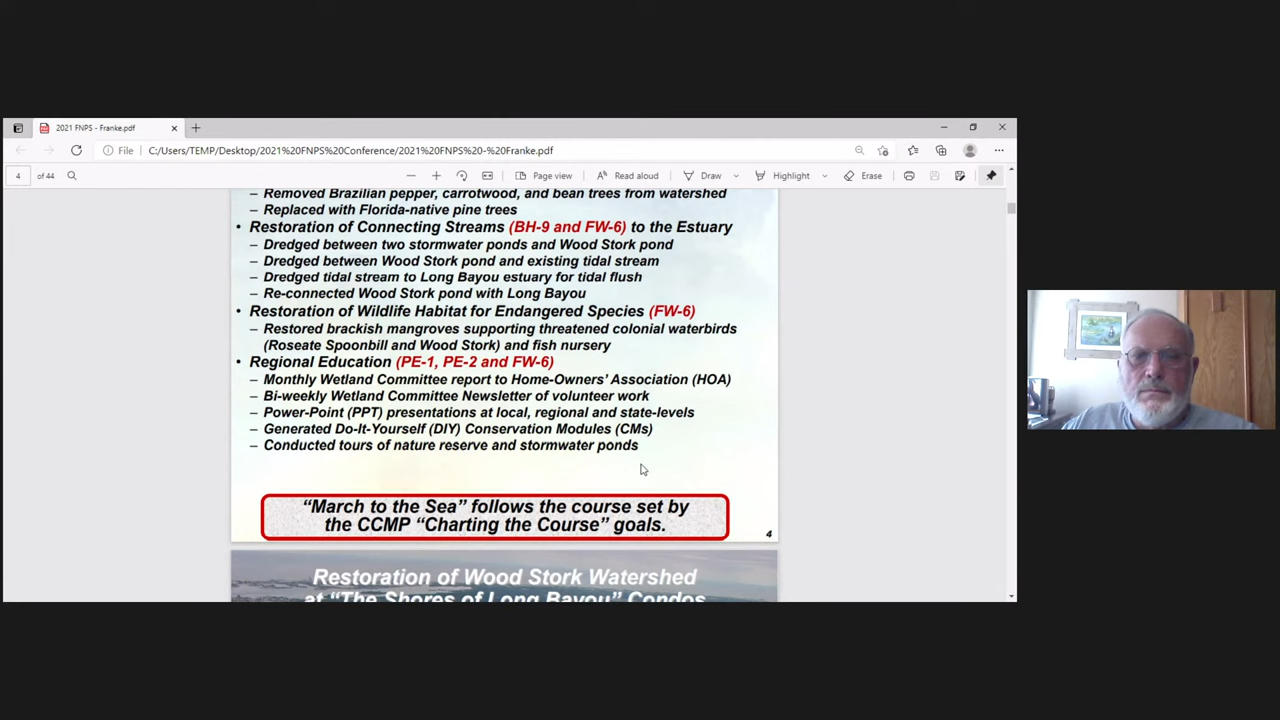 2021 FNPS - Franke.pdf
File
C:/Users/TEMP/Desktop/2021%20FNPS%20Conference/2021%20FNPS%20-%20Franke.pdf
4 of 44
Page view
Read aloud
Draw
Highlight
Erase
– Removed Brazilian pepper, carrotwood, and bean trees from watershed
– Replaced with Florida-native pine trees
• Restoration of Connecting Streams (BH-9 and FW-6) to the Estuary
– Dredged between two stormwater ponds and Wood Stork pond
– Dredged between Wood Stork pond and existing tidal stream
– Dredged tidal stream to Long Bayou estuary for tidal flush
– Re-connected Wood Stork pond with Long Bayou
• Restoration of Wildlife Habitat for Endangered Species (FW-6)
– Restored brackish mangroves supporting threatened colonial waterbirds
(Roseate Spoonbill and Wood Stork) and fish nursery
• Regional Education (PE-1, PE-2 and FW-6)
– Monthly Wetland Committee report to Home-Owners’ Association (HOA)
– Bi-weekly Wetland Committee Newsletter of volunteer work
– Power-Point (PPT) presentations at local, regional and state-levels
– Generated Do-It-Yourself (DIY) Conservation Modules (CMs)
– Conducted tours of nature reserve and stormwater ponds
“March to the Sea” follows the course set by
the CCMP “Charting the Course” goals.
4
Restoration of Wood Stork Watershed
at “The Shores of Long Bayou” Condos